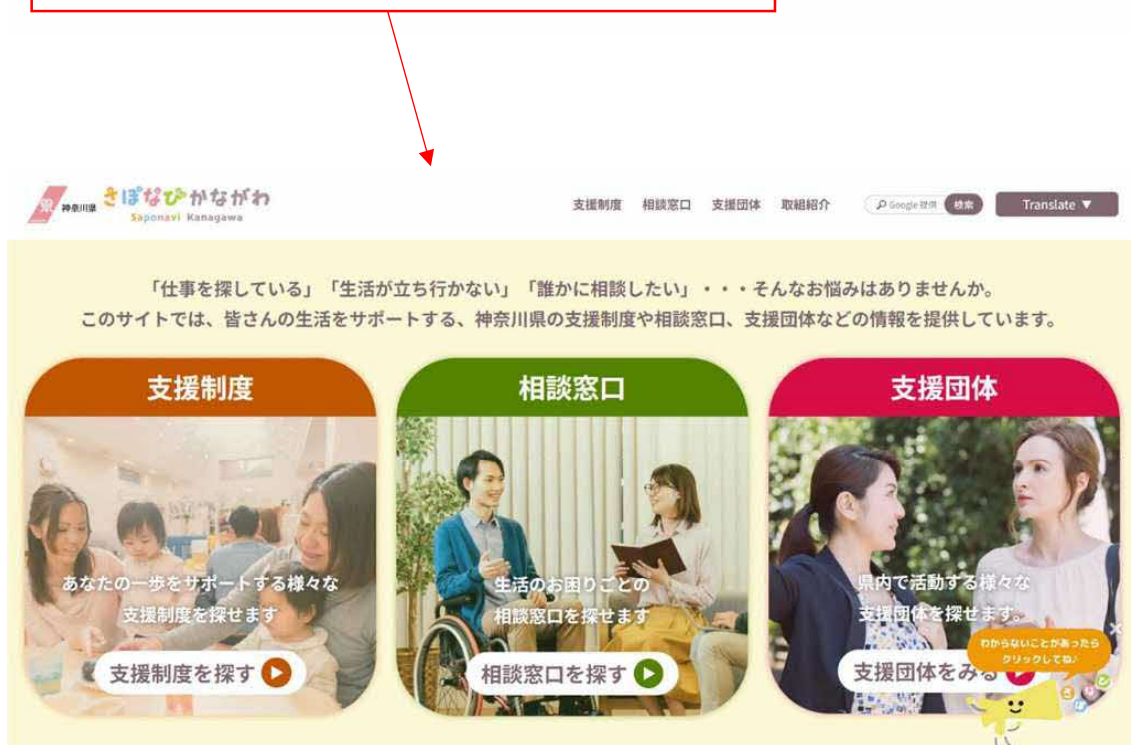 神奈川県
さぽなびかながわ
Saponavi Kanagawa
支援制度 相談窓口 支援団体 取組紹介 Google 提供 検索 Translate ▼
「仕事を探している」「生活が立ち行かない」「誰かに相談したい」・・・そんなお悩みはありませんか。
このサイトでは、皆さんの生活をサポートする、神奈川県の支援制度や相談窓口、支援団体などの情報を提供しています。
支援制度
あなたの一歩をサポートする様々な
支援制度を探せます
支援制度を探す
相談窓口
生活のお困りごとの
相談窓口を探せます
相談窓口を探す
支援団体
県内で活動する様々な
支援団体を探せます。
支援団体をみる
わからないことがあったら
クリックしてね♪
さぽなび